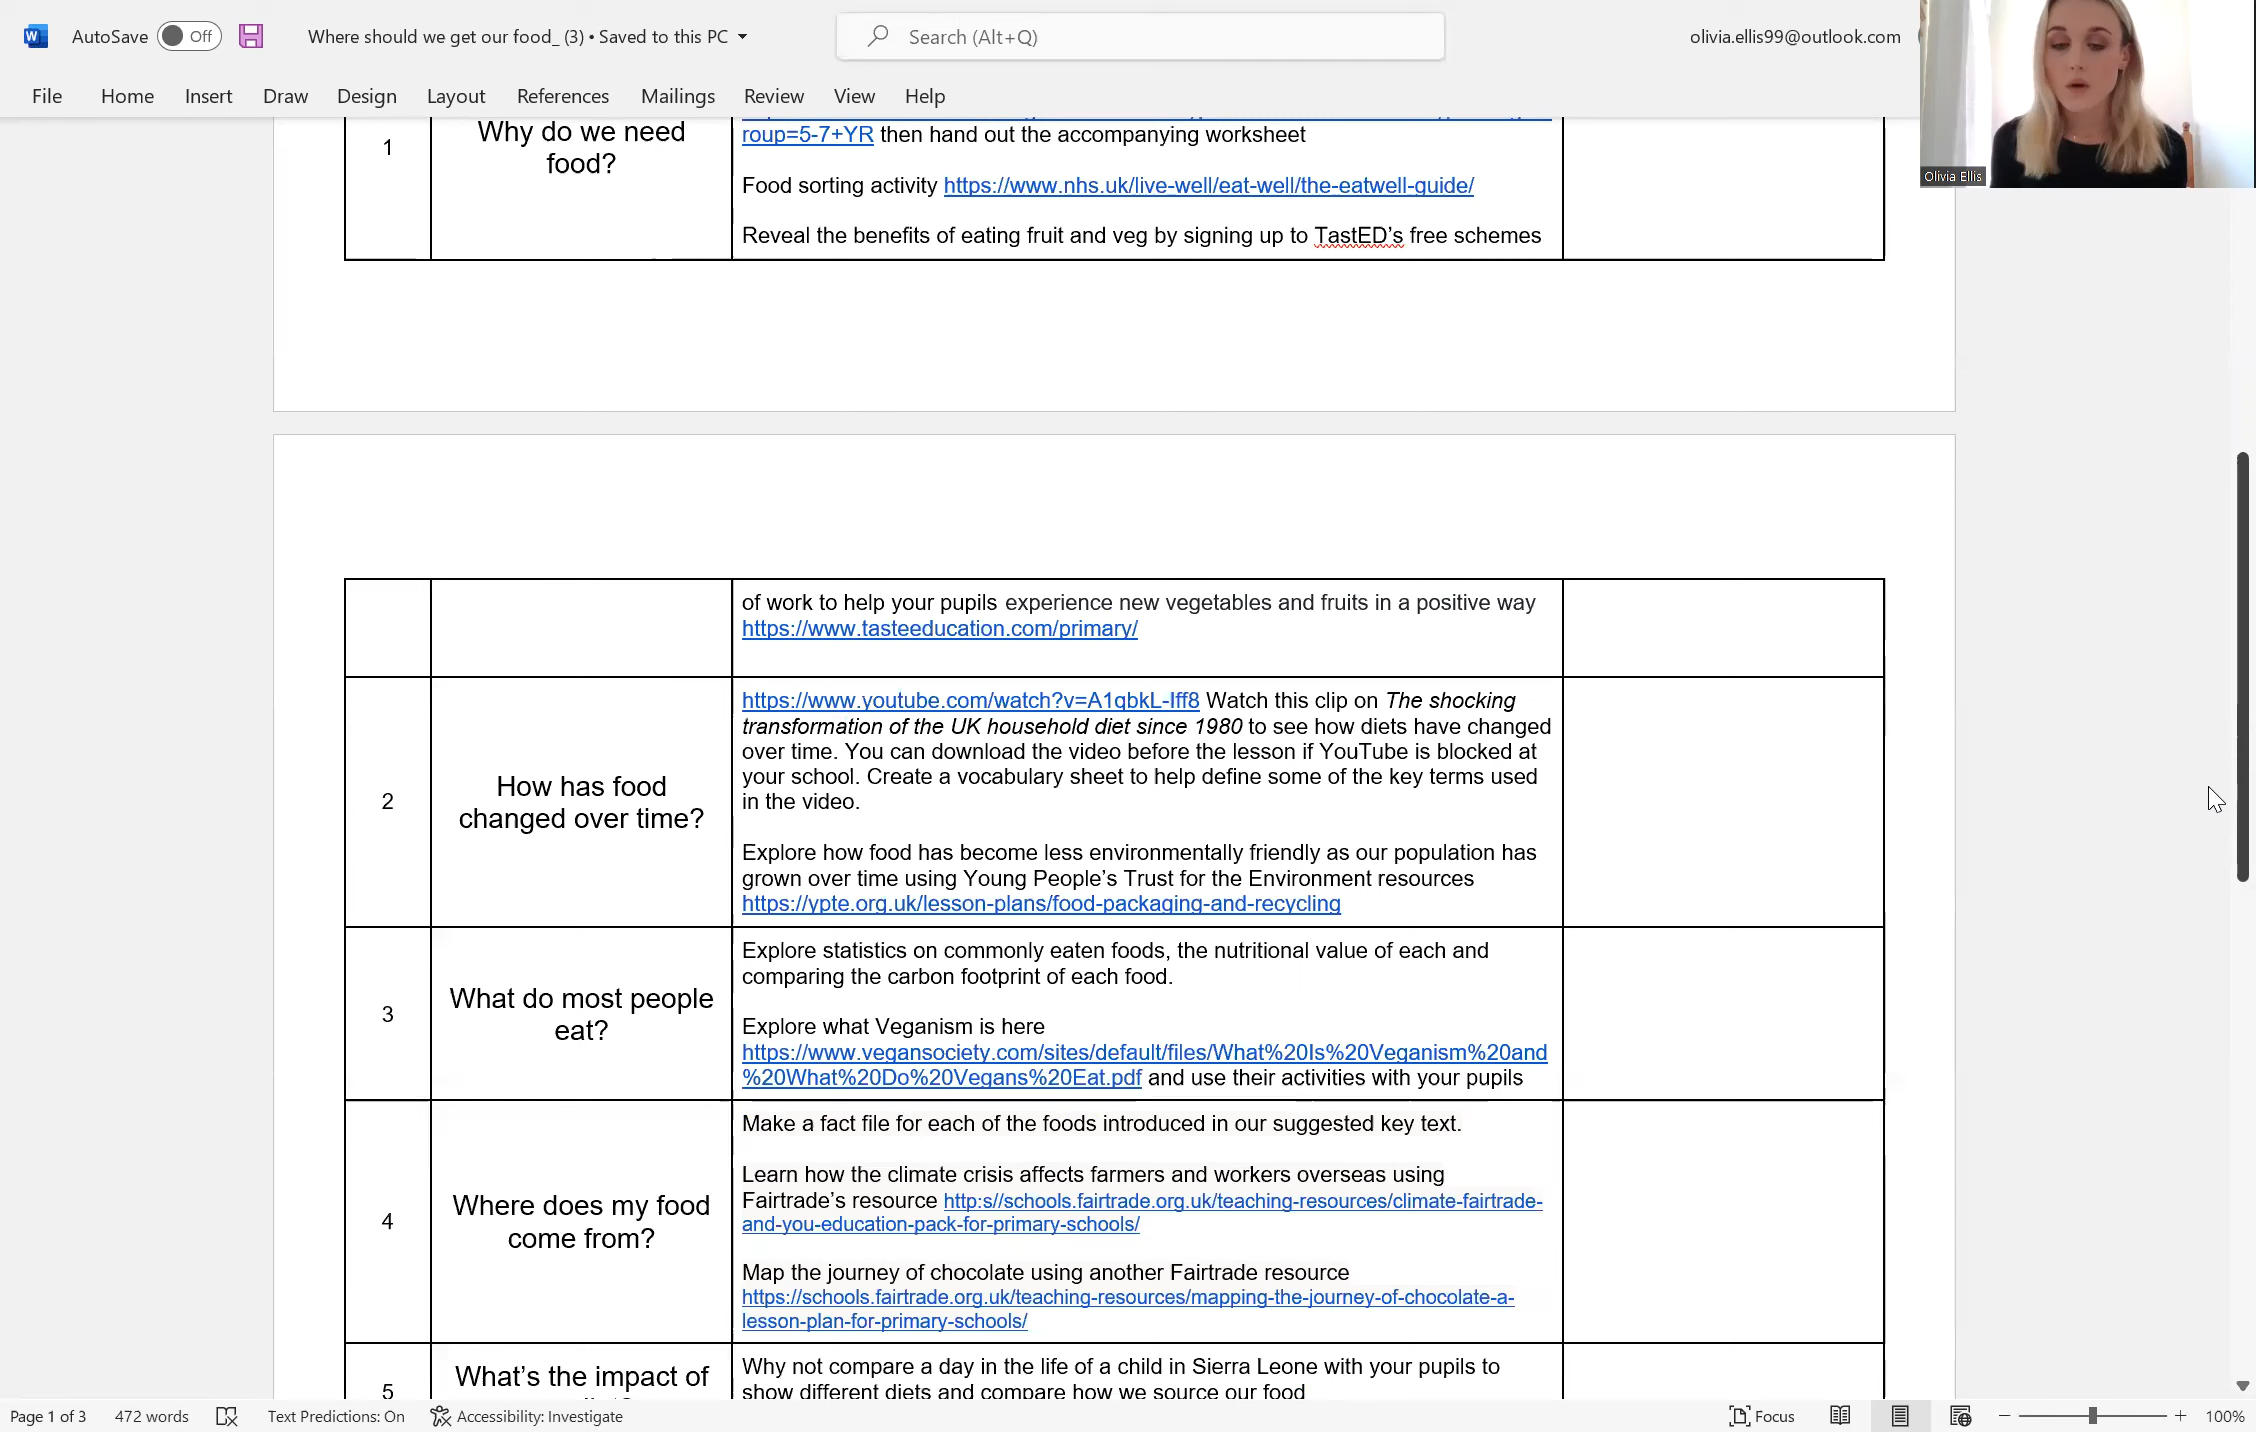 AutoSave Off Where should we get our food_ (3) • Saved to this PC Search (Alt+Q) olivia.ellis99@outlook.com
File Home Insert Draw Design Layout References Mailings Review View Help
Olivia Ellis
1
Why do we need
food?
roup=5-7+YR then hand out the accompanying worksheet
Food sorting activity https://www.nhs.uk/live-well/eat-well/the-eatwell-guide/
Reveal the benefits of eating fruit and veg by signing up to TastED’s free schemes
of work to help your pupils experience new vegetables and fruits in a positive way
https://www.tasteeducation.com/primary/
2
How has food
changed over time?
https://www.youtube.com/watch?v=A1qbkL-Iff8 Watch this clip on The shocking
transformation of the UK household diet since 1980 to see how diets have changed
over time. You can download the video before the lesson if YouTube is blocked at
your school. Create a vocabulary sheet to help define some of the key terms used
in the video.
Explore how food has become less environmentally friendly as our population has
grown over time using Young People’s Trust for the Environment resources
https://ypte.org.uk/lesson-plans/food-packaging-and-recycling
3
What do most people
eat?
Explore statistics on commonly eaten foods, the nutritional value of each and
comparing the carbon footprint of each food.
Explore what Veganism is here
https://www.vegansociety.com/sites/default/files/What%20Is%20Veganism%20and
%20What%20Do%20Vegans%20Eat.pdf and use their activities with your pupils
4
Where does my food
come from?
Make a fact file for each of the foods introduced in our suggested key text.
Learn how the climate crisis affects farmers and workers overseas using
Fairtrade’s resource http:s//schools.fairtrade.org.uk/teaching-resources/climate-fairtrade-
and-you-education-pack-for-primary-schools/
Map the journey of chocolate using another Fairtrade resource
https://schools.fairtrade.org.uk/teaching-resources/mapping-the-journey-of-chocolate-a-
lesson-plan-for-primary-schools/
5
What’s the impact of
Why not compare a day in the life of a child in Sierra Leone with your pupils to
show different diets and compare how we source our food
Page 1 of 3 472 words Text Predictions: On Accessibility: Investigate Focus 100%